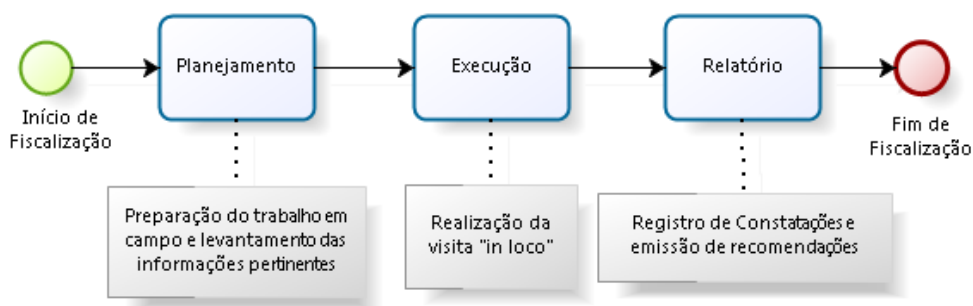 Planejamento
Execução
Relatório
Início de
Fiscalização
Fim de
Fiscalização
Preparação do trabalho em
campo e levantamento das
informações pertinentes
Realização da
visita "in loco"
Registro de Constatações e
emissão de recomendações